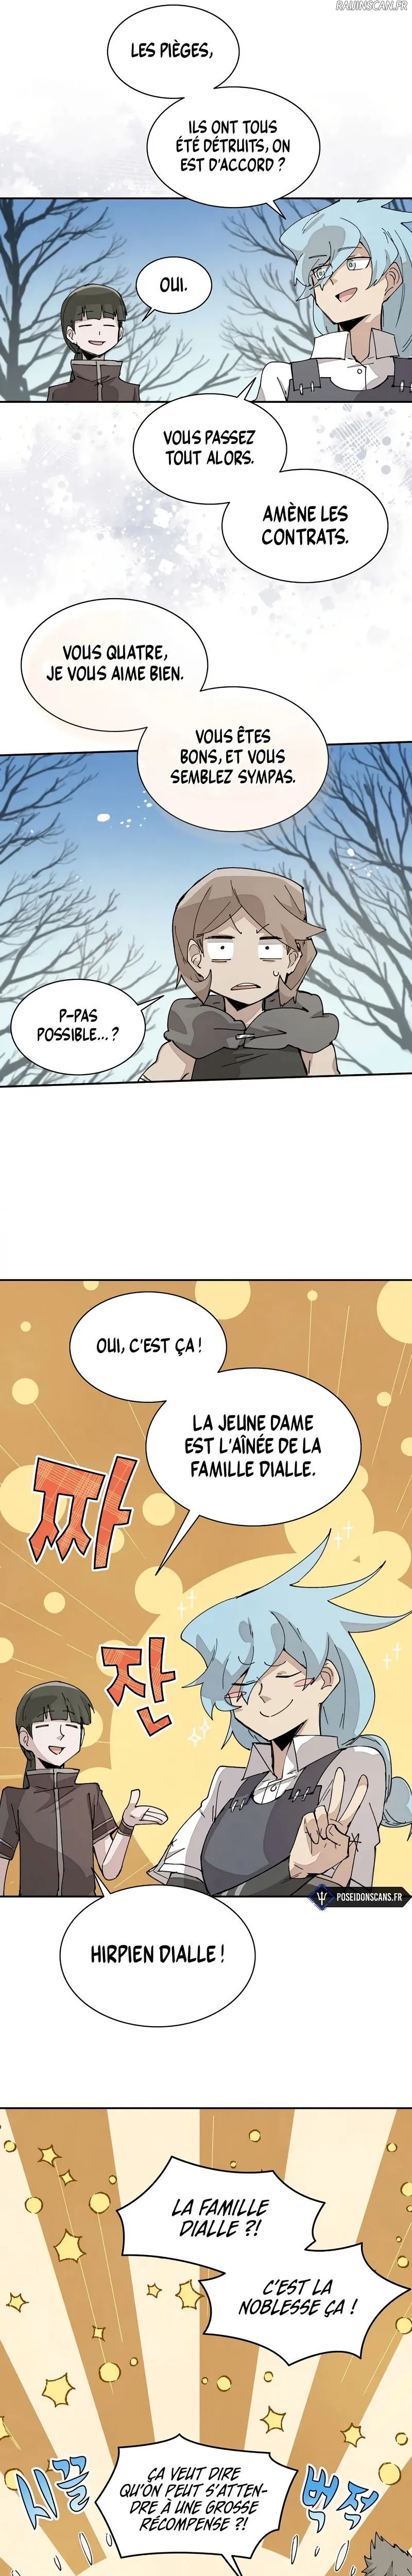 RAIJINSCAN.FR
LES PIÈGES,
ILS ONT TOUS
ÉTÉ DÉTRUITS, ON
EST D'ACCORD ?
OUI.
VOUS PASSEZ
TOUT ALORS.
AMÈNE LES
CONTRATS.
VOUS QUATRE,
JE VOUS AIME BIEN.
VOUS ÊTES
BONS, ET VOUS
SEMBLEZ SYMPAS.
P-PAS
POSSIBLE...?
OUI, C'EST ÇA !
LA JEUNE DAME
EST L'AÎNÉE DE LA
FAMILLE DIALLE.
짜
잔
POSEIDONSCANS.FR
HIRPIEN DIALLE !
LA FAMILLE
DIALLE ?!
C'EST LA
NOBLESSE ÇA !
ÇA VEUT DIRE
QU'ON PEUT S'ATTEN-
DRE À UNE GROSSE
RÉCOMPENSE ?!
시끌
벅적